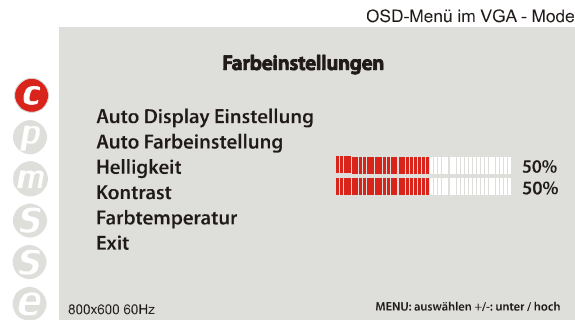 OSD-Menü im VGA - Mode
Farbeinstellungen
c
p
m
s
s
e
Auto Display Einstellung
Auto Farbeinstellung
Helligkeit 50%
Kontrast 50%
Farbtemperatur
Exit
800x600 60Hz
MENU: auswählen +/-: unter / hoch